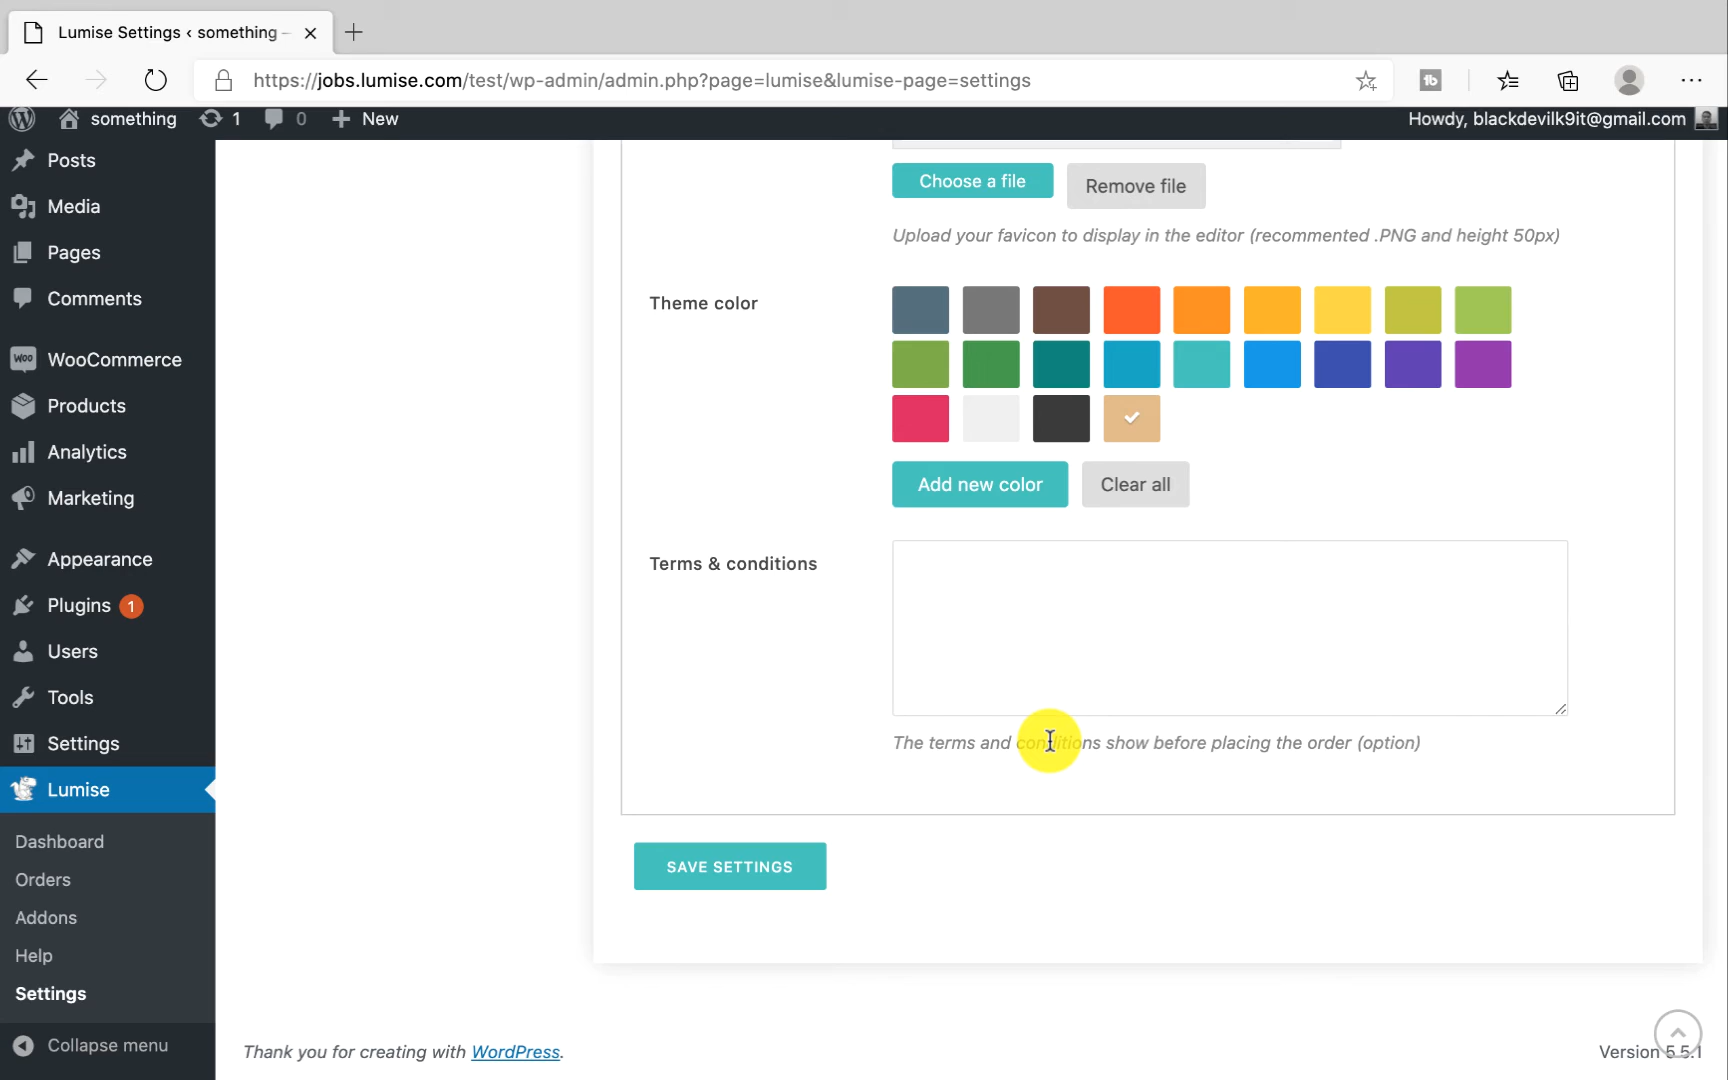 Lumise Settings ‹ something –
https://jobs.lumise.com/test/wp-admin/admin.php?page=lumise&lumise-page=settings
something 1 0 New
Howdy, blackdevilk9it@gmail.com
Posts
Media
Pages
Comments
WooCommerce
Products
Analytics
Marketing
Appearance
Plugins 1
Users
Tools
Settings
Lumise
Dashboard
Orders
Addons
Help
Settings
Collapse menu
Choose a file
Remove file
Upload your favicon to display in the editor (recommented .PNG and height 50px)
Theme color
Add new color
Clear all
Terms & conditions
The terms and conditions show before placing the order (option)
SAVE SETTINGS
Thank you for creating with WordPress.
Version 5.5.1